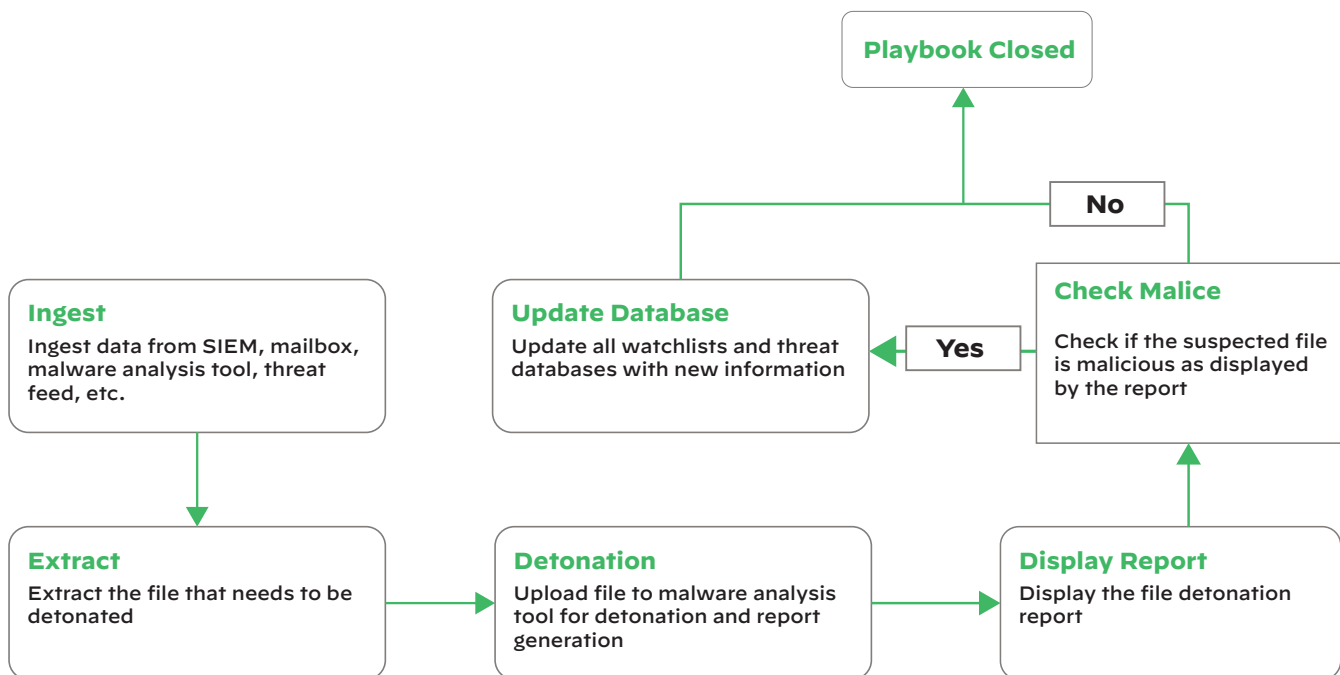 Playbook Closed
No
Ingest
Ingest data from SIEM, mailbox,
malware analysis tool, threat
feed, etc.
Update Database
Update all watchlists and threat
databases with new information
Yes
Check Malice
Check if the suspected file
is malicious as displayed
by the report
Extract
Extract the file that needs to be
detonated
Detonation
Upload file to malware analysis
tool for detonation and report
generation
Display Report
Display the file detonation
report